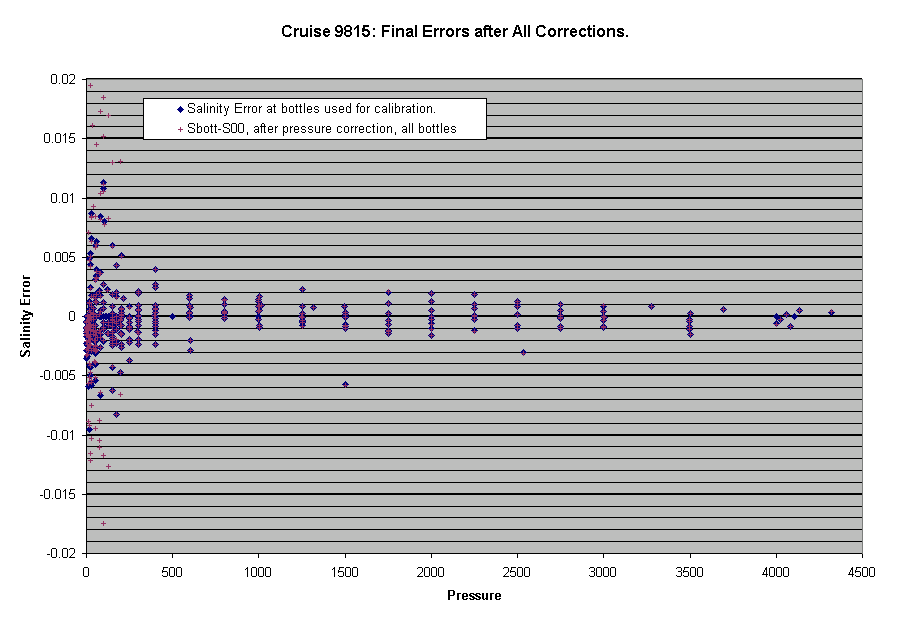 Cruise 9815: Final Errors after All Corrections.
0.02
0.015
0.01
0.005
0
-0.005
-0.01
-0.015
-0.02
Salinity Error
Salinity Error at bottles used for calibration.
Sbott-S00, after pressure correction, all bottles
0 500 1000 1500 2000 2500 3000 3500 4000 4500
Pressure